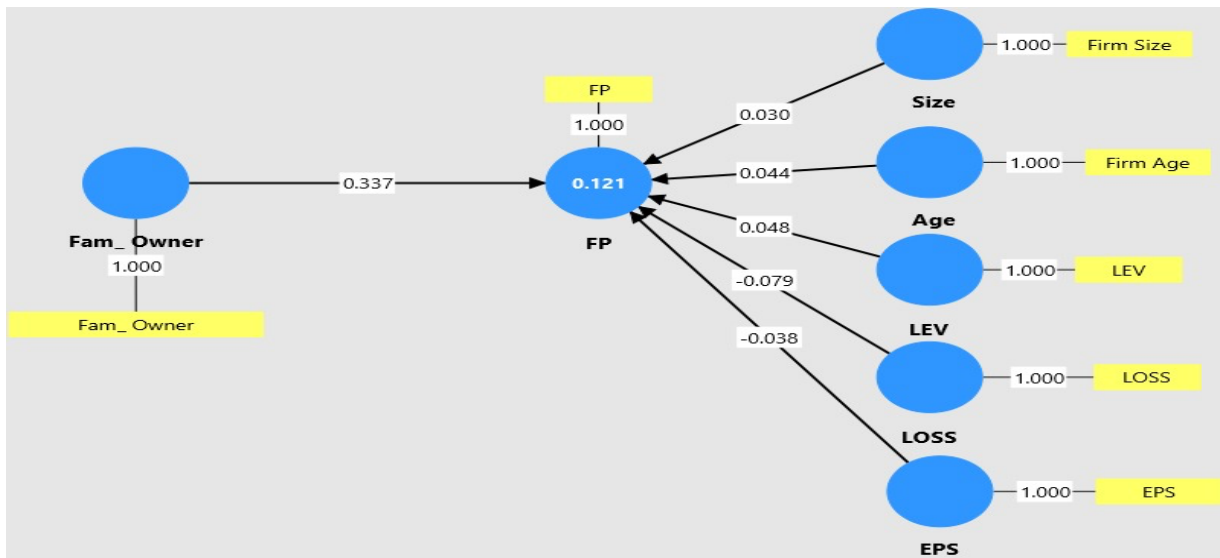 1.000
Firm Size
Size
FP
1.000
0.030
1.000
Firm Age
0.337
0.121
0.044
Age
Fam_ Owner
FP
0.048
1.000
1.000
LEV
-0.079
LEV
Fam_ Owner
-0.038
1.000
LOSS
LOSS
1.000
EPS
EPS